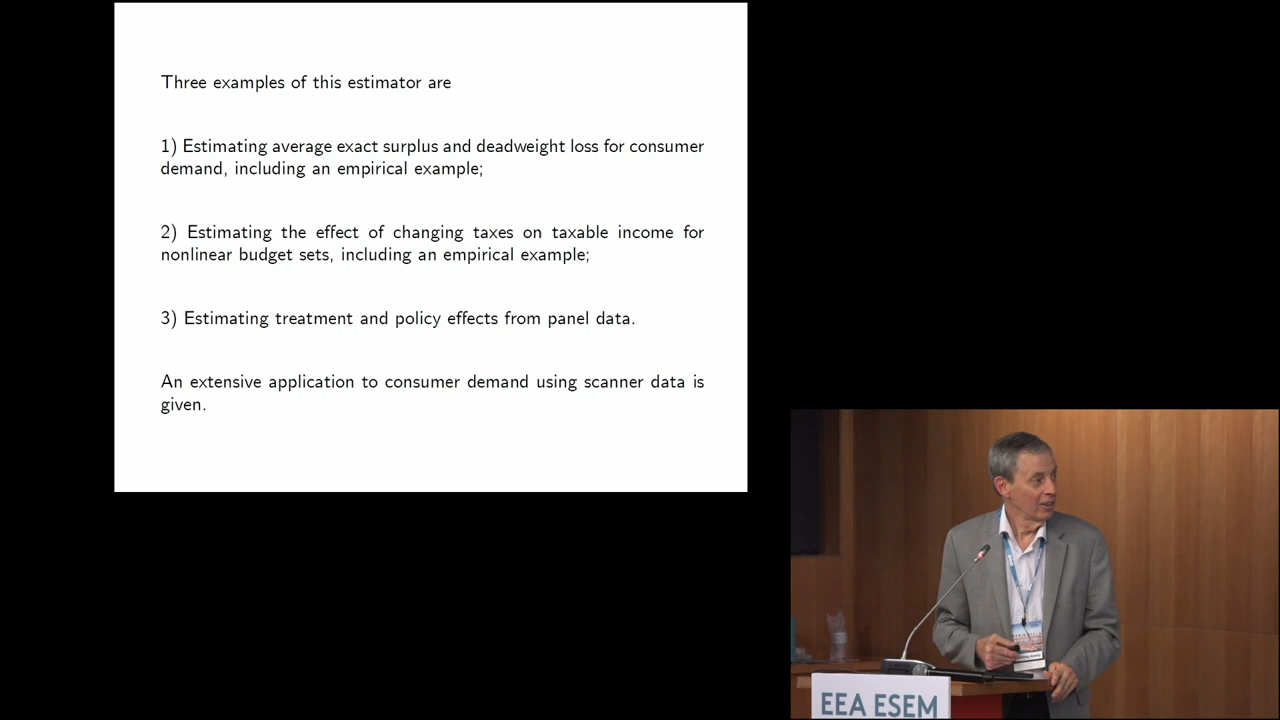 Three examples of this estimator are
1) Estimating average exact surplus and deadweight loss for consumer
demand, including an empirical example;
2) Estimating the effect of changing taxes on taxable income for
nonlinear budget sets, including an empirical example;
3) Estimating treatment and policy effects from panel data.
An extensive application to consumer demand using scanner data is
given.
EEA ESEM